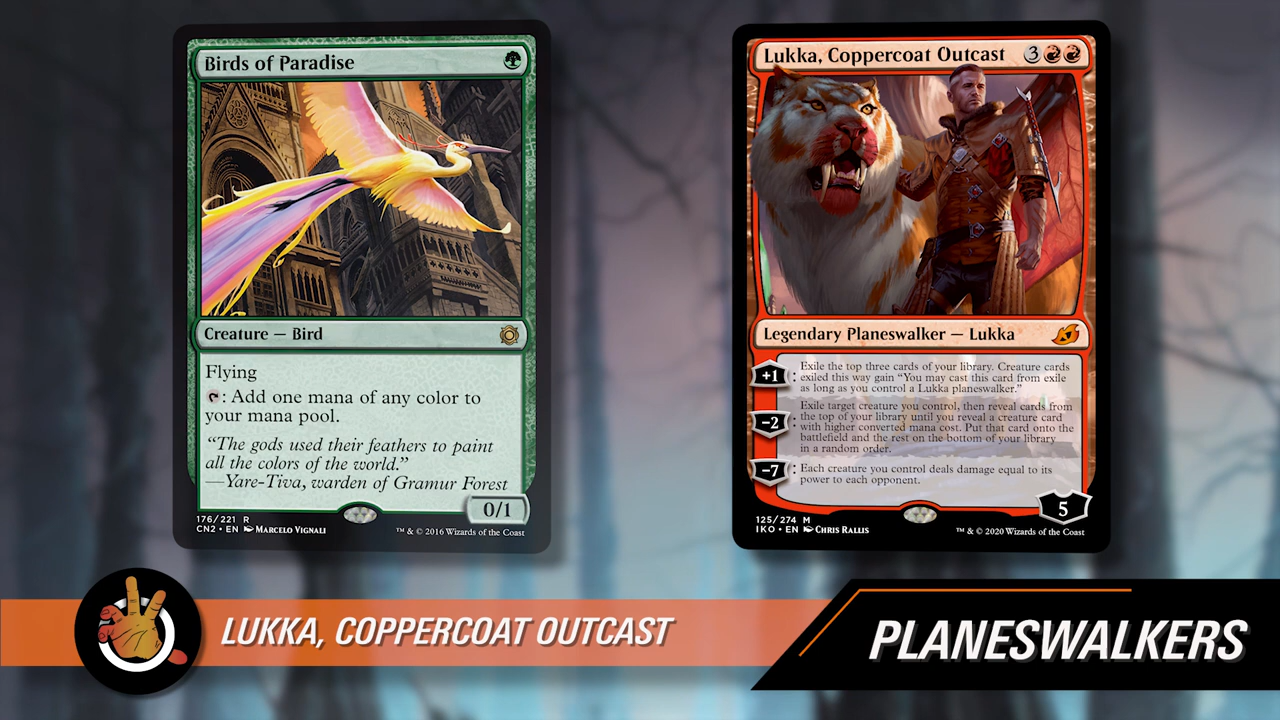 Birds of Paradise
Creature — Bird
Flying
: Add one mana of any color to
your mana pool.
“The gods used their feathers to paint
all the colors of the world.”
—Yare-Tiva, warden of Gramur Forest
0/1
176/221 R
CN2 • EN Marcelo Vignali
™ & © 2016 Wizards of the Coast
Lukka, Coppercoat Outcast 3
Legendary Planeswalker — Lukka
+1 : Exile the top three cards of your library. Creature cards
exiled this way gain “You may cast this card from exile
as long as you control a Lukka planeswalker.”
−2 : Exile target creature you control, then reveal cards from
the top of your library until you reveal a creature card
with higher converted mana cost. Put that card onto the
battlefield and the rest on the bottom of your library
in a random order.
−7 : Each creature you control deals damage equal to its
power to each opponent.
5
125/274 M
IKO • EN Chris Rallis
™ & © 2020 Wizards of the Coast
LUKKA, COPPERCOAT OUTCAST
PLANESWALKERS